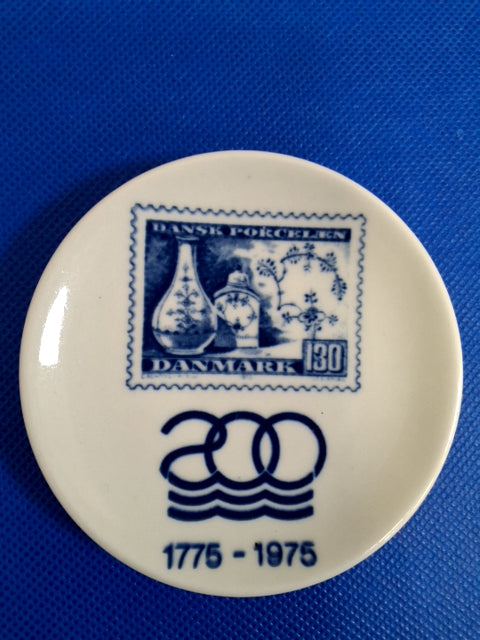 DANSK PORCELÆN
130
DANMARK
200
1775 - 1975